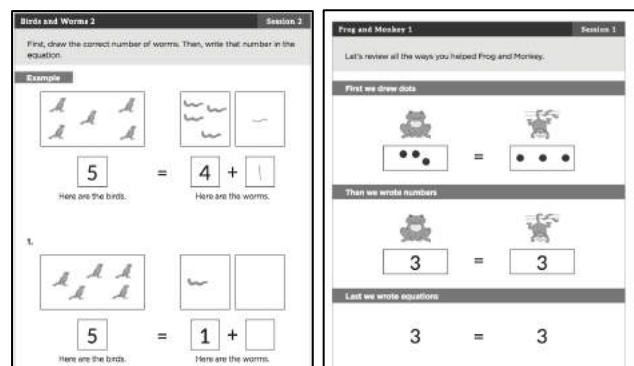 Birds and Worms 2 Session 2
First, draw the correct number of worms. Then, write that number in the
equation.
Example
5 = 4 + 1
Here are the birds. Here are the worms.
1.
5 = 1 +
Here are the birds. Here are the worms.
Frog and Monkey 1 Session 1
Let's review all the ways you helped Frog and Monkey.
First we drew dots
=
Then we wrote numbers
3 = 3
Last we wrote equations
3 = 3